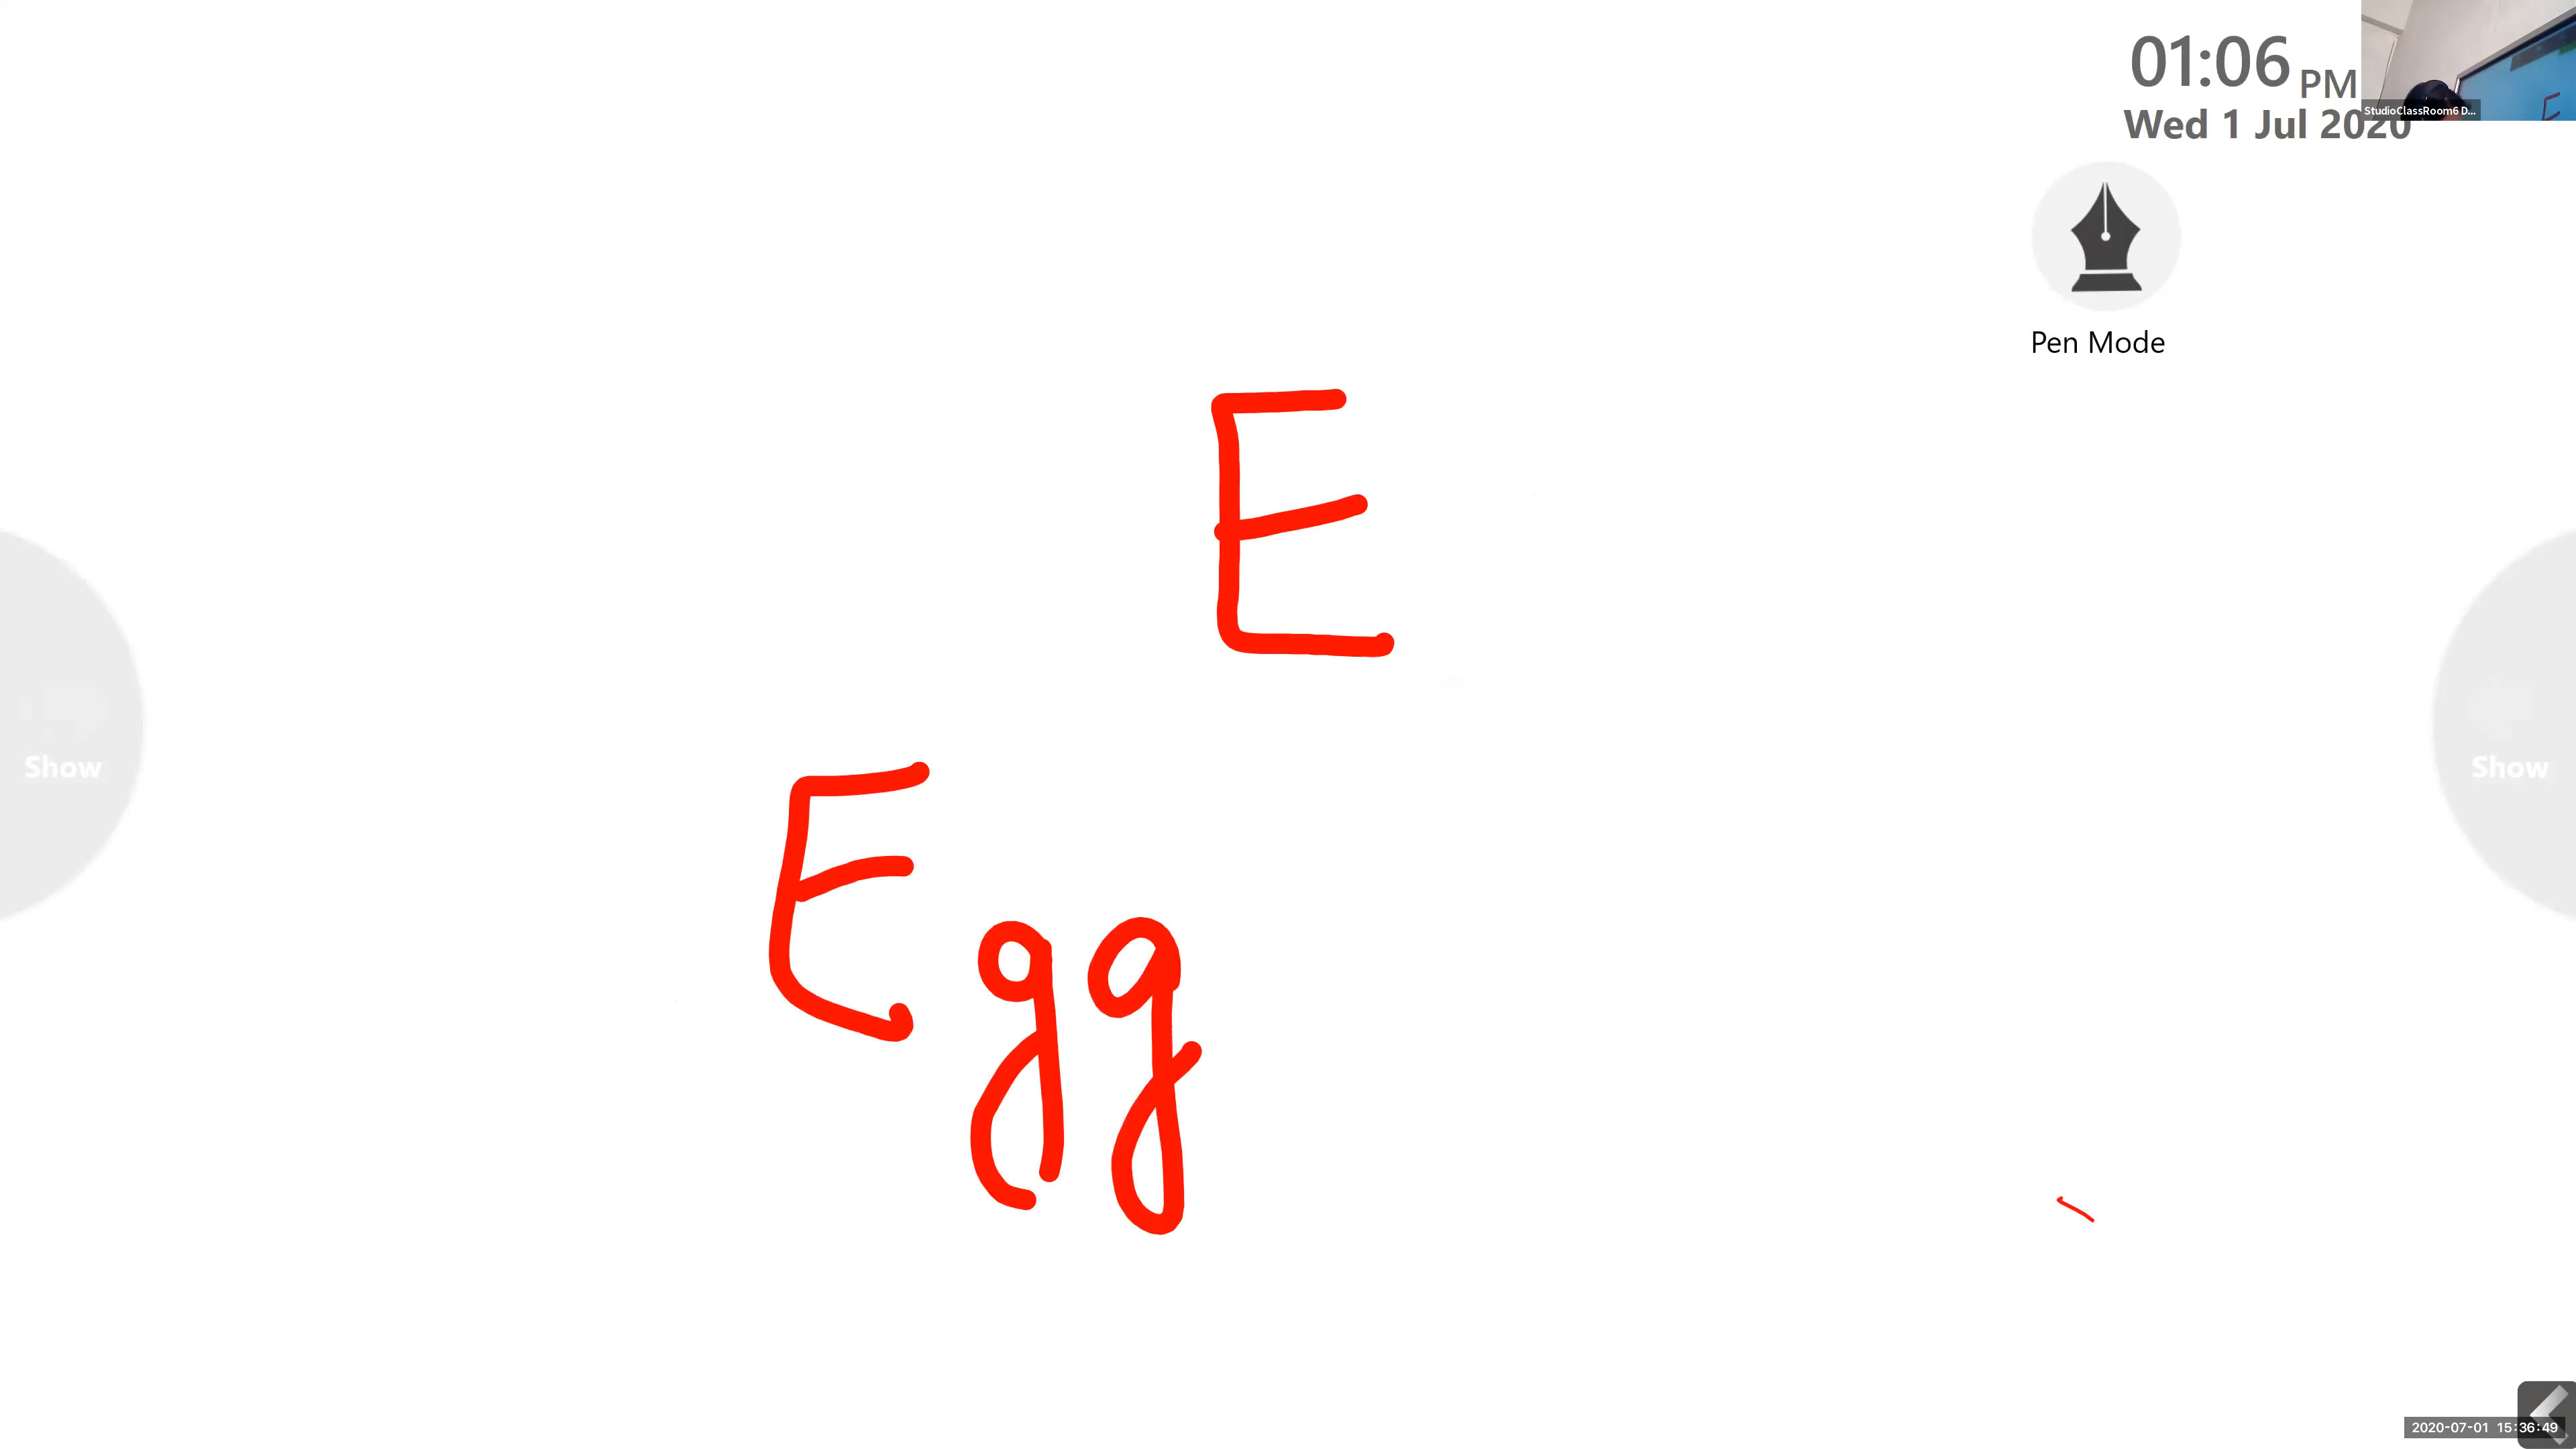 01:06 PM
StudioClassRoom6 D...
Wed 1 Jul 2020
Pen Mode
E
Show
Show
Egg
2020-07-01 15:36:49